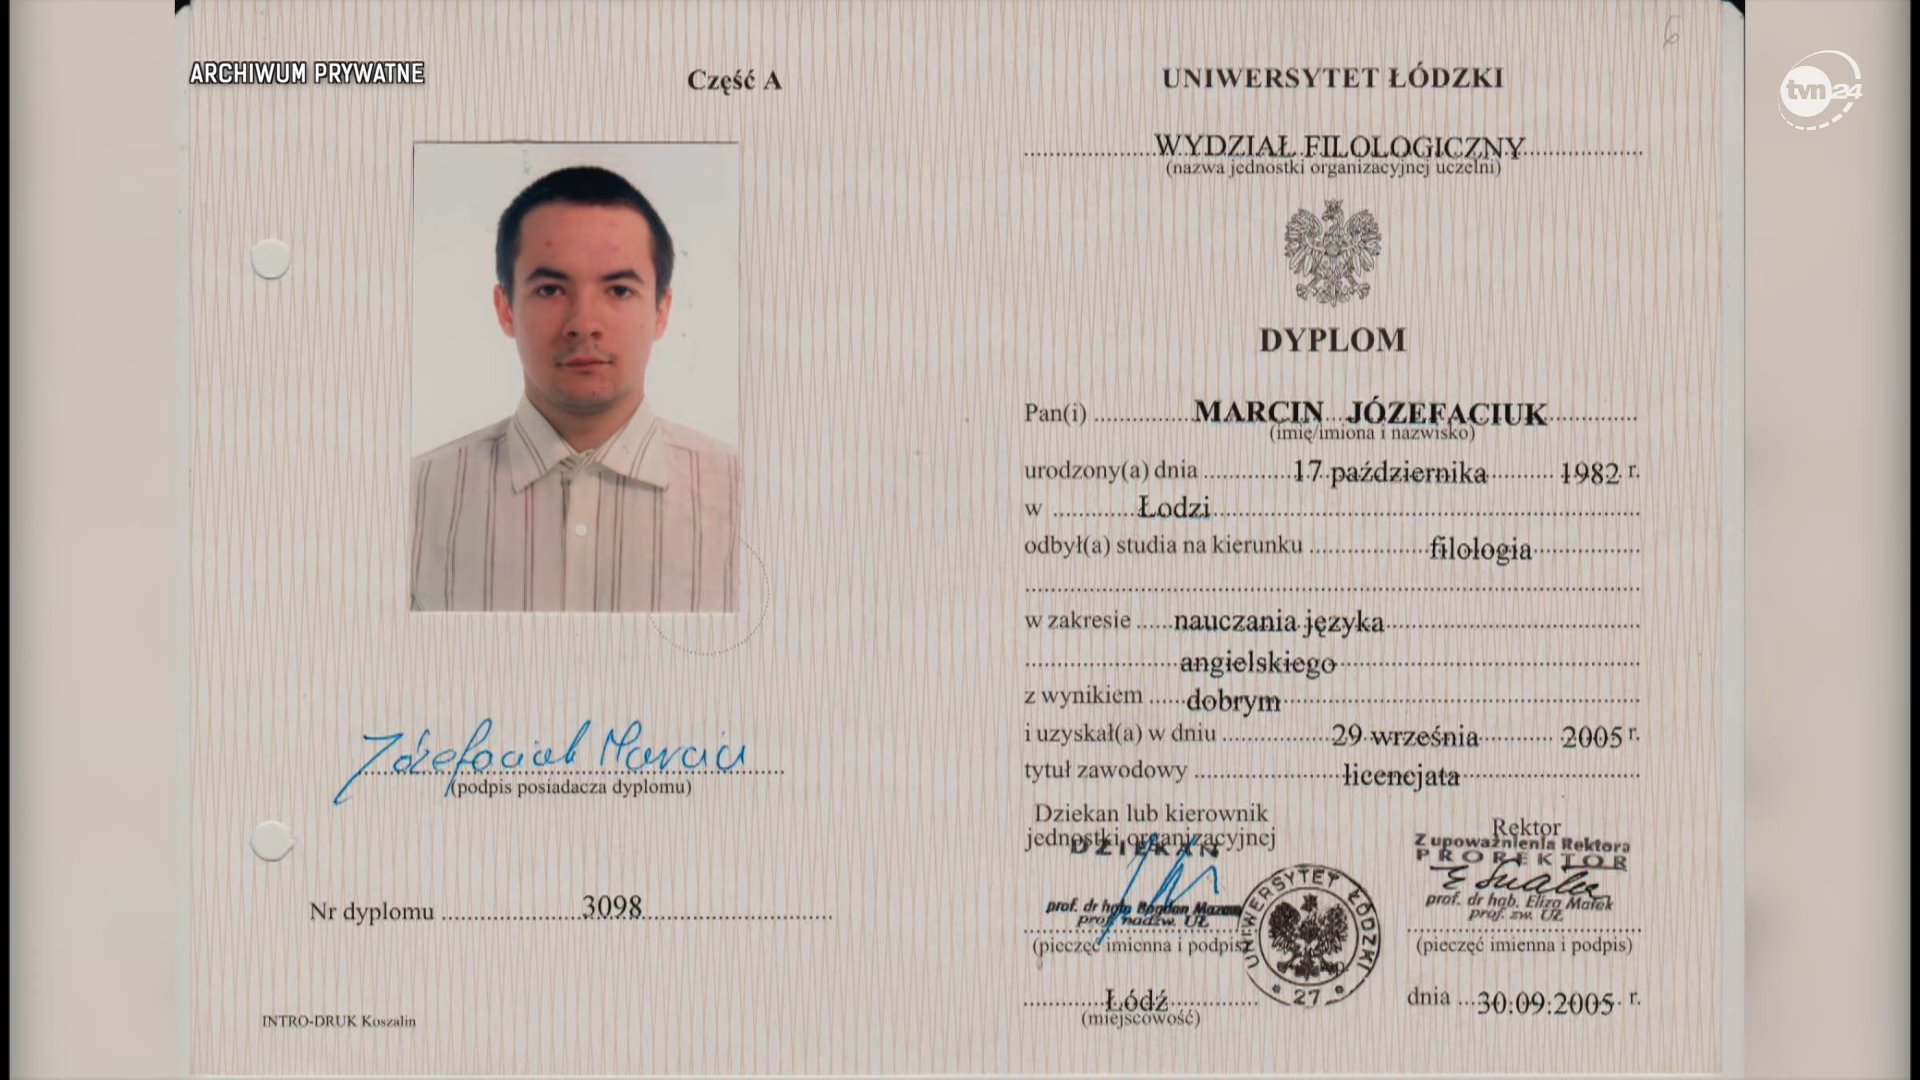 ARCHIWUM PRYWATNE
tvn24
Część A
(podpis posiadacza dyplomu)
Józefaciuk Marcin
Nr dyplomu 3098
INTRO-DRUK Koszalin
6
UNIWERSYTET ŁÓDZKI
WYDZIAŁ FILOLOGICZNY
(nazwa jednostki organizacyjnej uczelni)
DYPLOM
Pan(i) MARCIN JÓZEFACIUK
(imię/imiona i nazwisko)
urodzony(a) dnia 17 października 1982 r.
w Łodzi
odbył(a) studia na kierunku filologia
w zakresie nauczania języka
angielskiego
z wynikiem dobrym
i uzyskał(a) w dniu 29 września 2005 r.
tytuł zawodowy licencjata
Dziekan lub kierownik
jednostki organizacyjnej
DZIEKAN
prof. dr hab. Bogdan Mazan
prof. nadzw. UŁ
(pieczęć imienna i podpis)
Łódź
(miejscowość)
UNIWERSYTET ŁÓDZKI
27
Rektor
Z upoważnienia Rektora
PROREKTOR
prof. dr hab. Eliza Małek
prof. zw. UŁ
(pieczęć imienna i podpis)
dnia 30.09.2005 r.